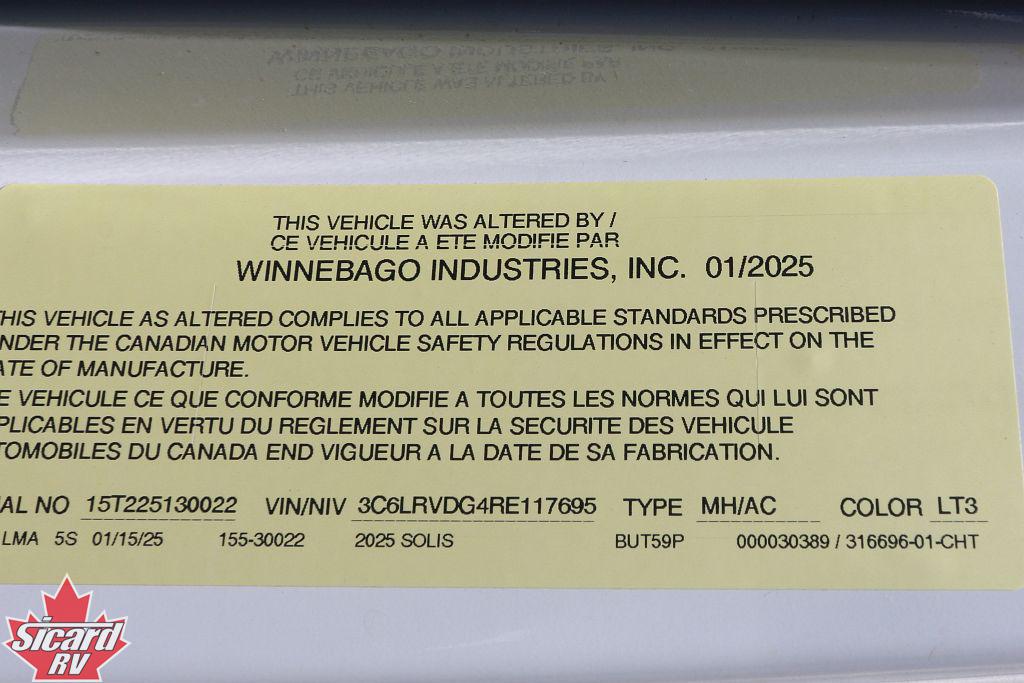 THIS VEHICLE WAS ALTERED BY /
CE VEHICULE A ETE MODIFIE PAR
WINNEBAGO INDUSTRIES, INC. 01/2025
HIS VEHICLE AS ALTERED COMPLIES TO ALL APPLICABLE STANDARDS PRESCRIBED
NDER THE CANADIAN MOTOR VEHICLE SAFETY REGULATIONS IN EFFECT ON THE
ATE OF MANUFACTURE.
E VEHICULE CE QUE CONFORME MODIFIE A TOUTES LES NORMES QUI LUI SONT
PLICABLES EN VERTU DU REGLEMENT SUR LA SECURITE DES VEHICULE
TOMOBILES DU CANADA END VIGUEUR A LA DATE DE SA FABRICATION.
AL NO 15T225130022 VIN/NIV 3C6LRVDG4RE117695 TYPE MH/AC COLOR LT3
LMA 5S 01/15/25 155-30022 2025 SOLIS BUT59P 000030389 / 316696-01-CHT
Sicard
RV